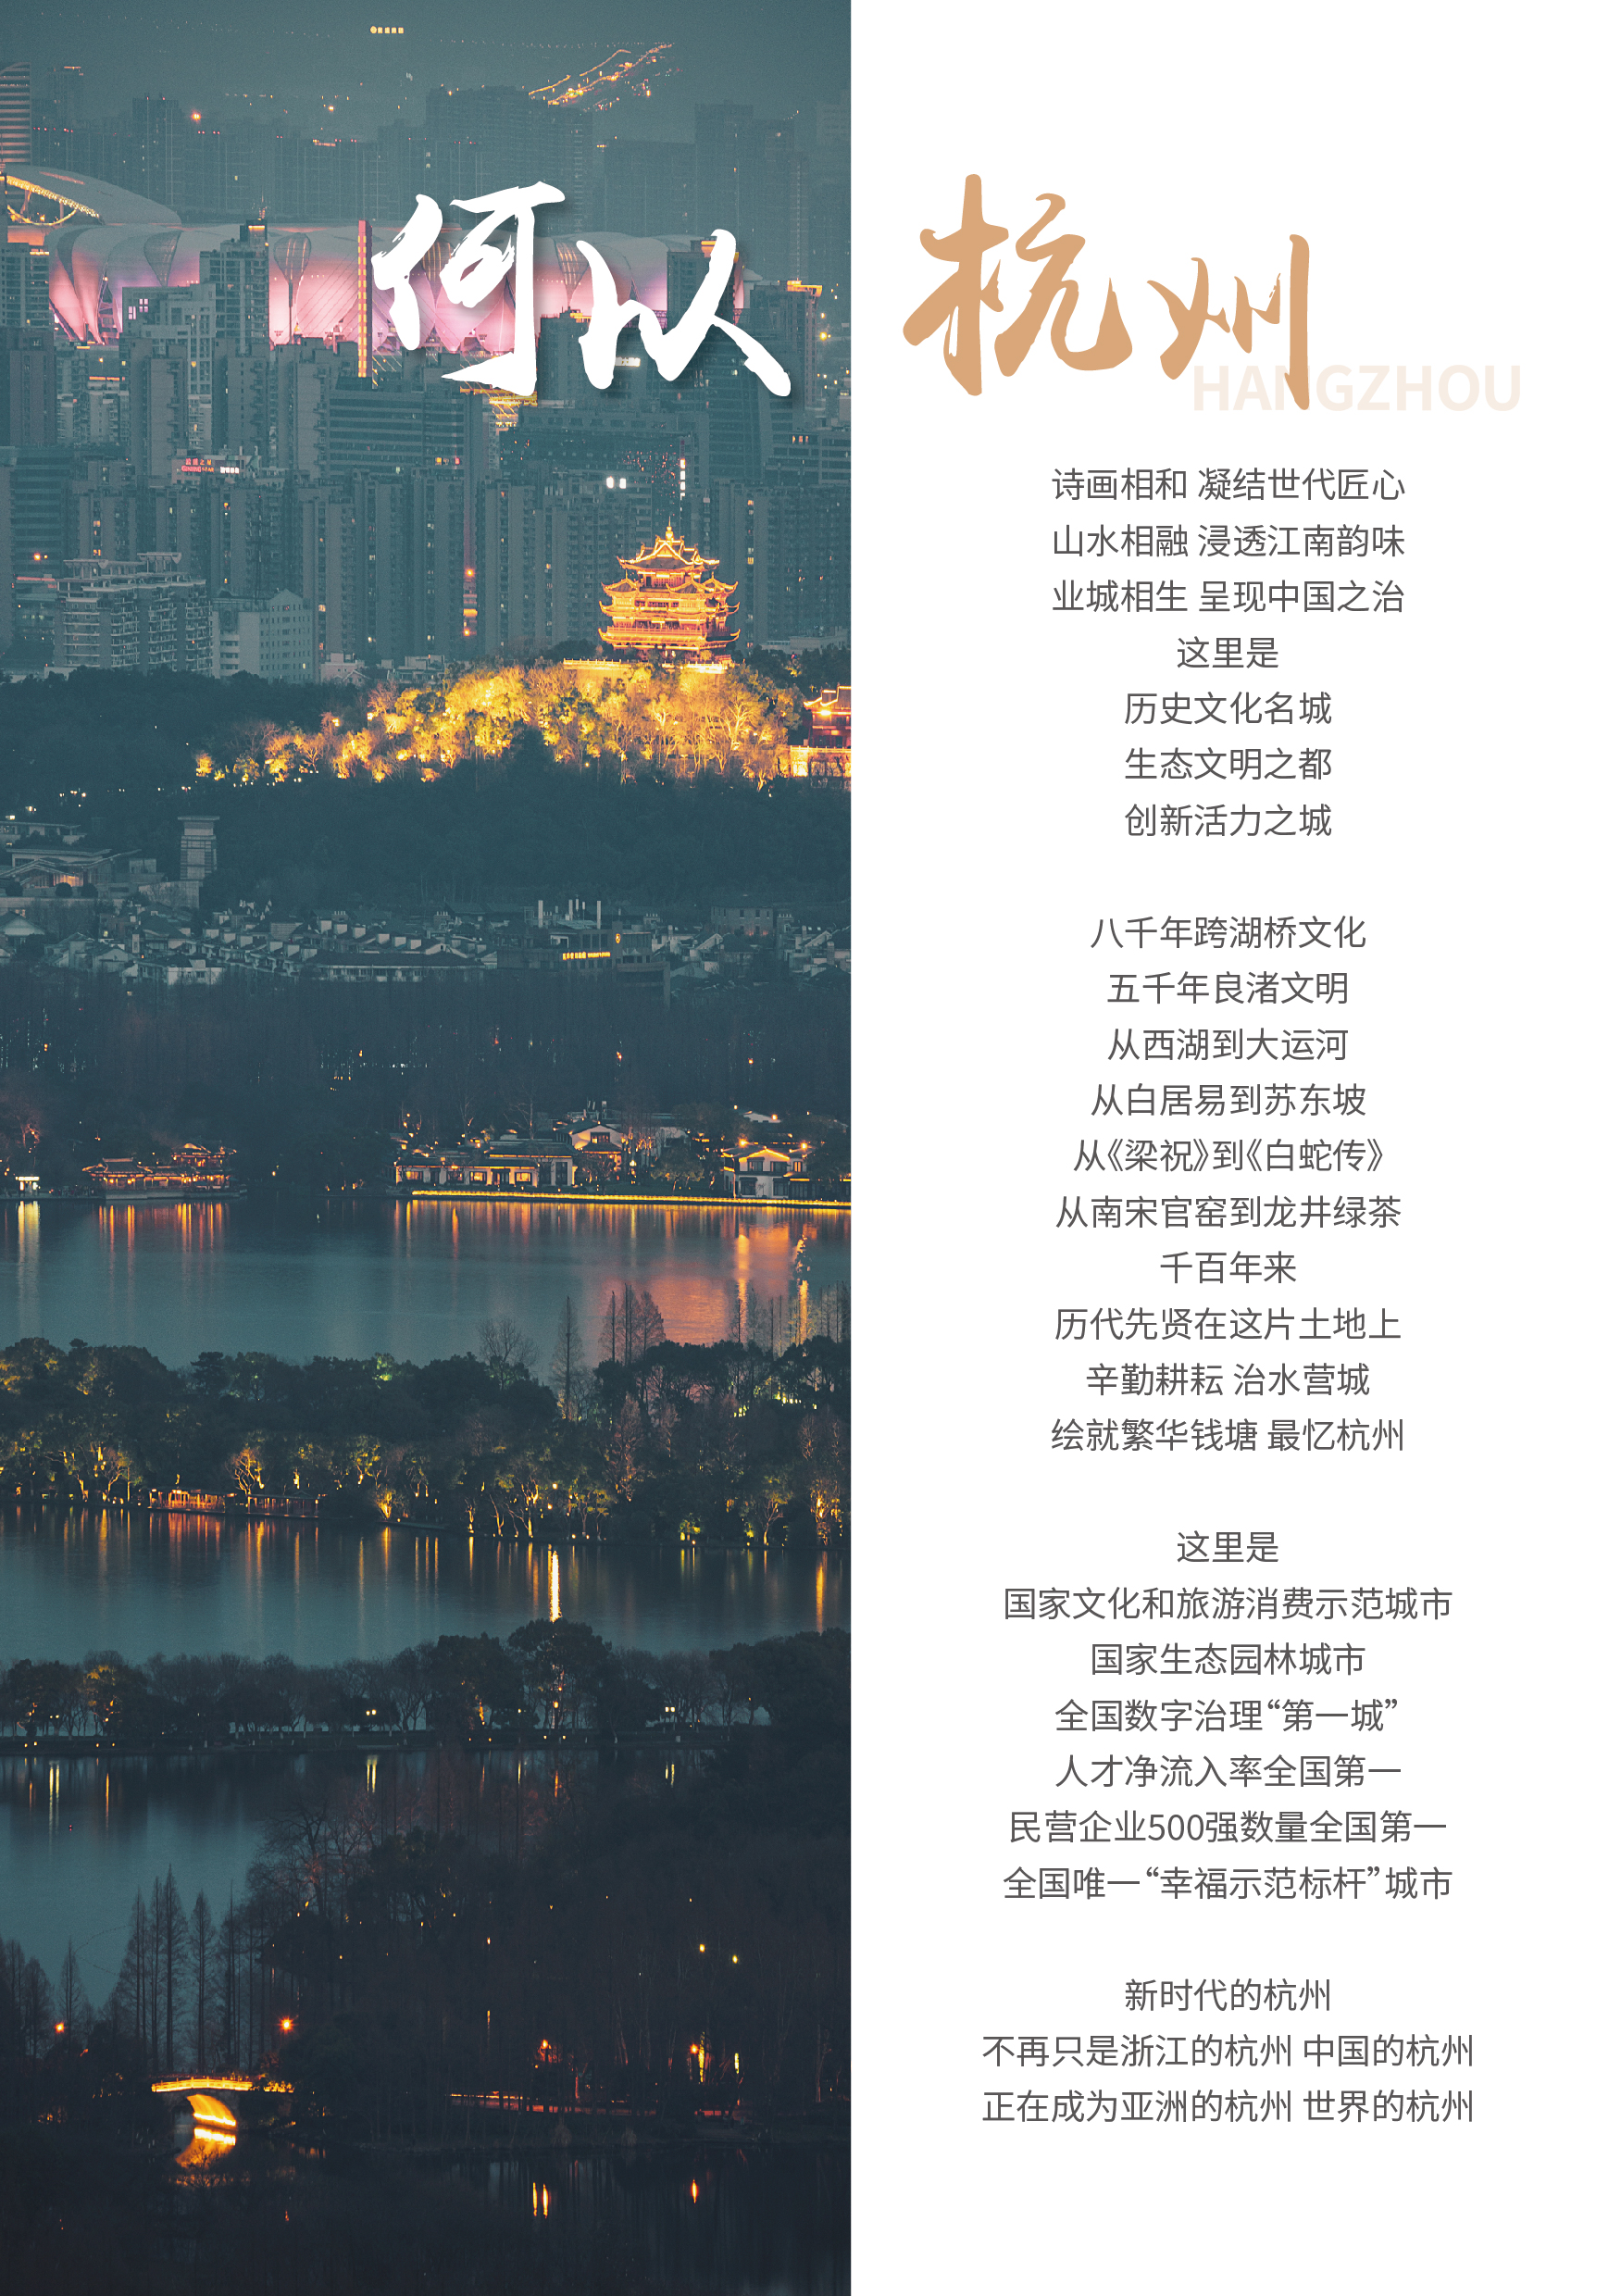 何以杭州
HANGZHOU
诗画相和 凝结世代匠心
山水相融 浸透江南韵味
业城相生 呈现中国之治
这里是
历史文化名城
生态文明之都
创新活力之城
八千年跨湖桥文化
五千年良渚文明
从西湖到大运河
从白居易到苏东坡
从《梁祝》到《白蛇传》
从南宋官窑到龙井绿茶
千百年来
历代先贤在这片土地上
辛勤耕耘 治水营城
绘就繁华钱塘 最忆杭州
这里是
国家文化和旅游消费示范城市
国家生态园林城市
全国数字治理“第一城”
人才净流入率全国第一
民营企业500强数量全国第一
全国唯一“幸福示范标杆”城市
新时代的杭州
不再只是浙江的杭州 中国的杭州
正在成为亚洲的杭州 世界的杭州